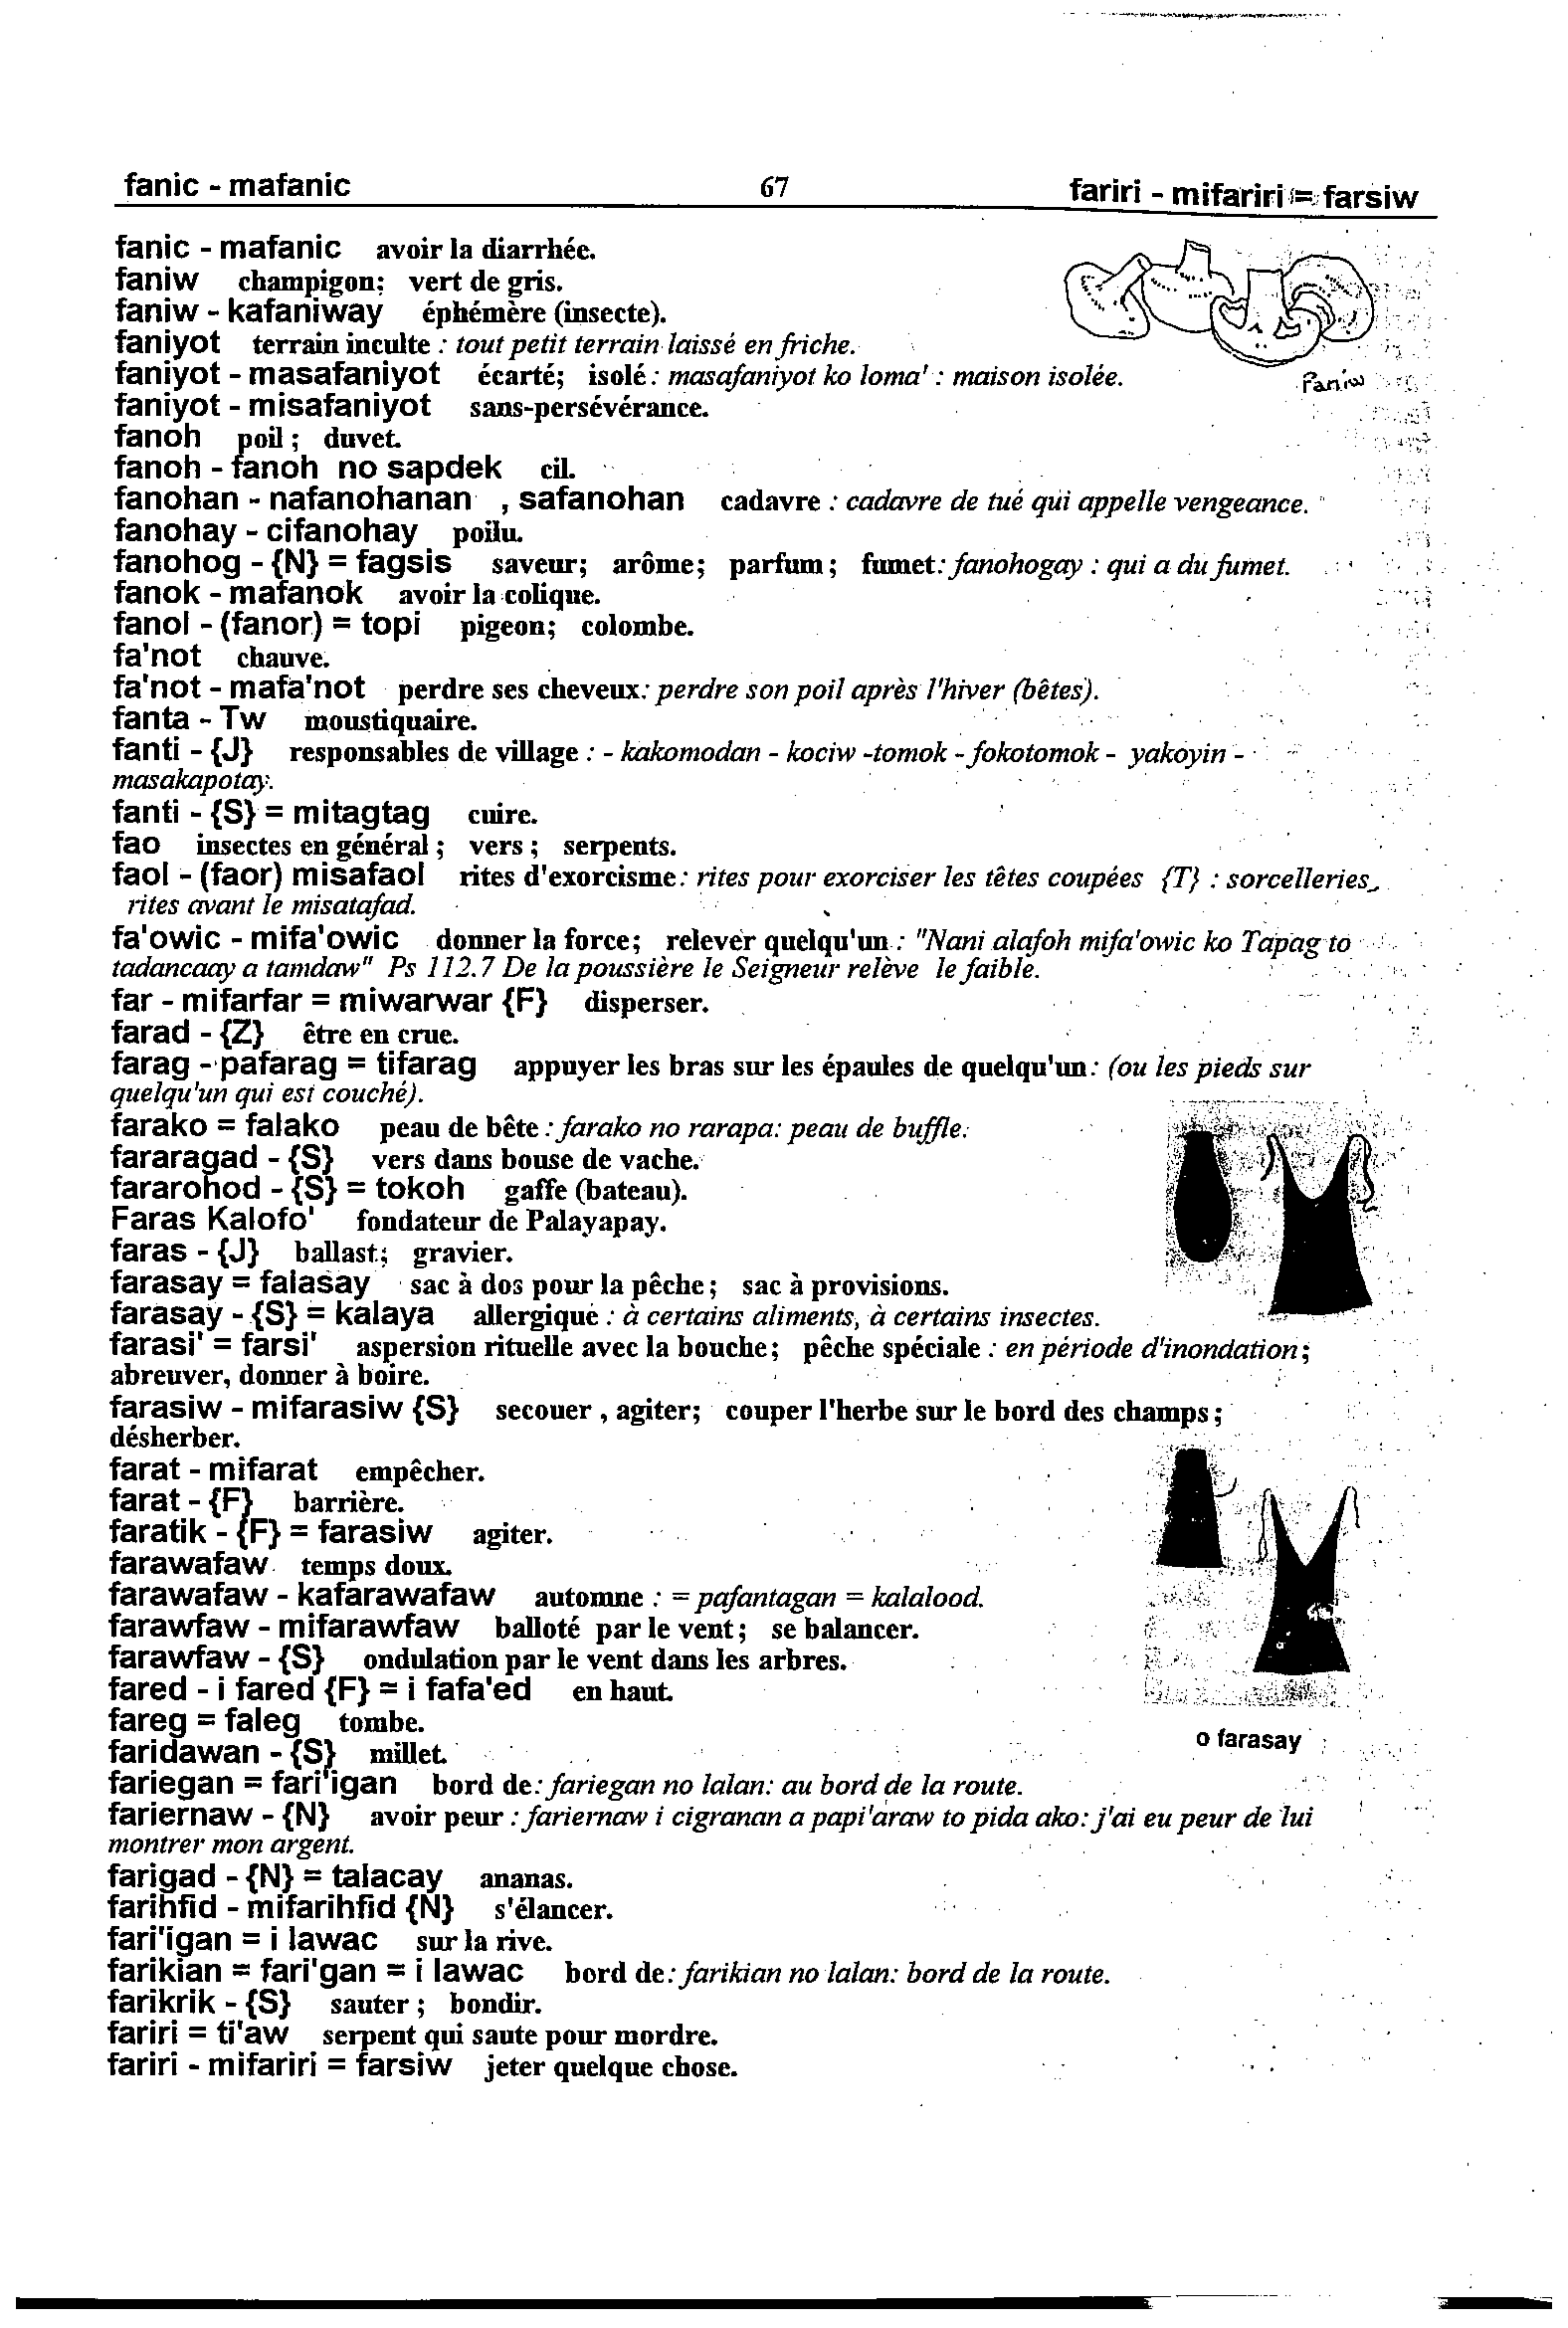 fanic - mafanic 67 fariri - mifariri = farsiw
fanic - mafanic avoir la diarrhée.
faniw champigon; vert de gris.
faniw - kafaniway éphémère (insecte).
faniyot terrain inculte : tout petit terrain laissé en friche.
faniyot - masafaniyot écarté; isolé : masafaniyot ko loma' : maison isolée.
Faniw
faniyot - misafaniyot sans-persévérance.
fanoh poil ; duvet.
fanoh - fanoh no sapdek cil.
fanohan - nafanohanan , safanohan cadavre : cadavre de tué qui appelle vengeance.
fanohay - cifanohay poilu.
fanohog - {N} = fagsis saveur; arôme; parfum ; fumet: fanohogay : qui a du fumet.
fanok - mafanok avoir la colique.
fanol - (fanor) = topi pigeon; colombe.
fa'not chauve.
fa'not - mafa'not perdre ses cheveux: perdre son poil après l'hiver (bêtes).
fanta - Tw moustiquaire.
fanti - {J} responsables de village : - kakomodan - kociw -tomok - fokotomok - yakoyin -
masakapotay.
fanti - {S} = mitagtag cuire.
fao insectes en général ; vers ; serpents.
faol - (faor) misafaol rites d'exorcisme: rites pour exorciser les têtes coupées {T} : sorcelleries,
rites avant le misatafad.
fa'owic - mifa'owic donner la force; relever quelqu'un : "Nani alafoh mifa'owic ko Tapag to
tadancaay a tamdaw" Ps 112.7 De la poussière le Seigneur relève le faible.
far - mifarfar = miwarwar {F} disperser.
farad - {Z} être en crue.
farag - pafarag = tifarag appuyer les bras sur les épaules de quelqu'un: (ou les pieds sur
quelqu'un qui est couché).
farako = falako peau de bête : farako no rarapa: peau de buffle.
fararagad - {S} vers dans bouse de vache.
fararohod - {S} = tokoh gaffe (bateau).
Faras Kalofo' fondateur de Palayapay.
faras - {J} ballast ; gravier.
farasay = falasay sac à dos pour la pêche ; sac à provisions.
farasay - {S} = kalaya allergique : à certains aliments, à certains insectes.
farasi' = farsi' aspersion rituelle avec la bouche ; pêche spéciale : en période d'inondation ;
abreuver, donner à boire.
farasiw - mifarasiw {S} secouer , agiter; couper l'herbe sur le bord des champs ;
désherber.
farat - mifarat empêcher.
farat - {F} barrière.
faratik - {F} = farasiw agiter.
farawafaw temps doux.
farawafaw - kafarawafaw automne : = pafantagan = kalalood.
farawfaw - mifarawfaw balloté par le vent ; se balancer.
farawfaw - {S} ondulation par le vent dans les arbres.
fared - i fared {F} = i fafa'ed en haut.
fareg = faleg tombe.
o farasay
faridawan - {S} millet.
fariegan = fari'igan bord de: fariegan no lalan: au bord de la route.
fariernaw - {N} avoir peur : fariernaw i cigranan a papi'araw to pida ako: j'ai eu peur de lui
montrer mon argent.
farigad - {N} = talacay ananas.
farihfid - mifarihfid {N} s'élancer.
fari'igan = i lawac sur la rive.
farikian = fari'gan = i lawac bord de: farikian no lalan: bord de la route.
farikrik - {S} sauter ; bondir.
fariri = ti'aw serpent qui saute pour mordre.
fariri - mifariri = farsiw jeter quelque chose.